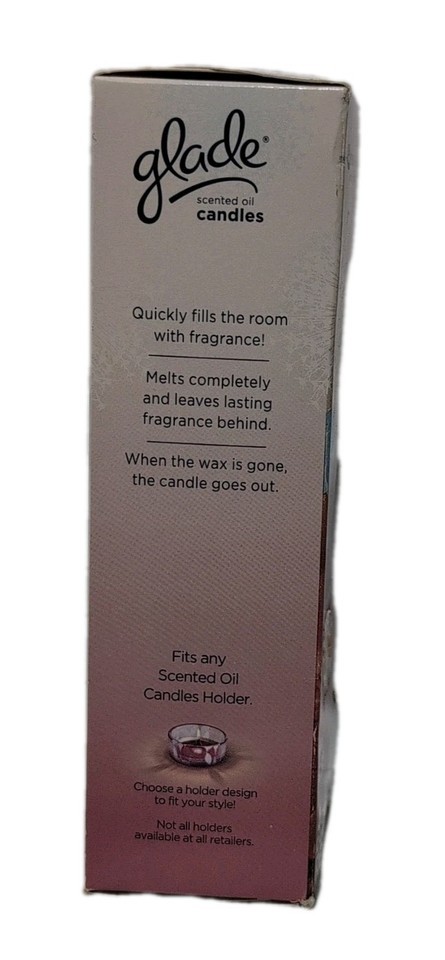 glade®
scented oil
candles
Quickly fills the room
with fragrance!
Melts completely
and leaves lasting
fragrance behind.
When the wax is gone,
the candle goes out.
Fits any
Scented Oil
Candles Holder.
Choose a holder design
to fit your style!
Not all holders
available at all retailers.